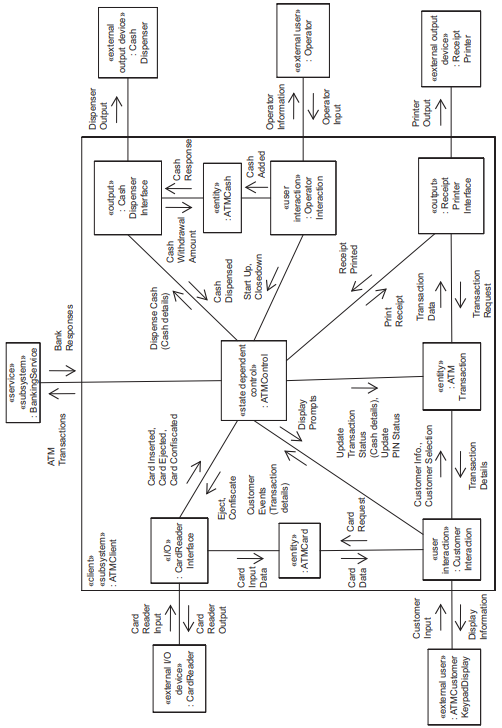 «service»
«subsystem»
: BankingService
ATM
Transactions
Bank
Responses
«client»
«subsystem»
: ATMClient
«external I/O
device»
: CardReader
Card
Reader
Input
Card
Reader
Output
«I/O»
: CardReader
Interface
Card Inserted,
Card Ejected,
Card Confiscated
Eject,
Confiscate
Dispense Cash
(Cash details)
Cash
Dispensed
«output»
: Cash
Dispenser
Interface
Dispenser
Output
«external
output device»
: Cash
Dispenser
Card
Input
Data
«entity»
: ATMCard
Card
Request
Card
Data
Customer
Events
(Transaction
details)
Display
Prompts
«state dependent
control»
: ATMControl
Start Up,
Closedown
Cash
Withdrawal
Amount
Cash
Response
«entity»
: ATMCash
Cash
Added
«user
interaction»
: Operator
Interaction
Operator
Information
Operator
Input
«external user»
: Operator
Update
Transaction
Status
(Cash details),
Update
PIN Status
Receipt
Printed
Print
Receipt
«external user»
: ATMCustomer
KeypadDisplay
Customer
Input
Display
Information
«user
interaction»
: Customer
Interaction
Customer Info.,
Customer Selection
Transaction
Details
«entity»
: ATM
Transaction
Transaction
Data
Transaction
Request
«output»
: Receipt
Printer
Interface
Printer
Output
«external output
device»
: Receipt
Printer